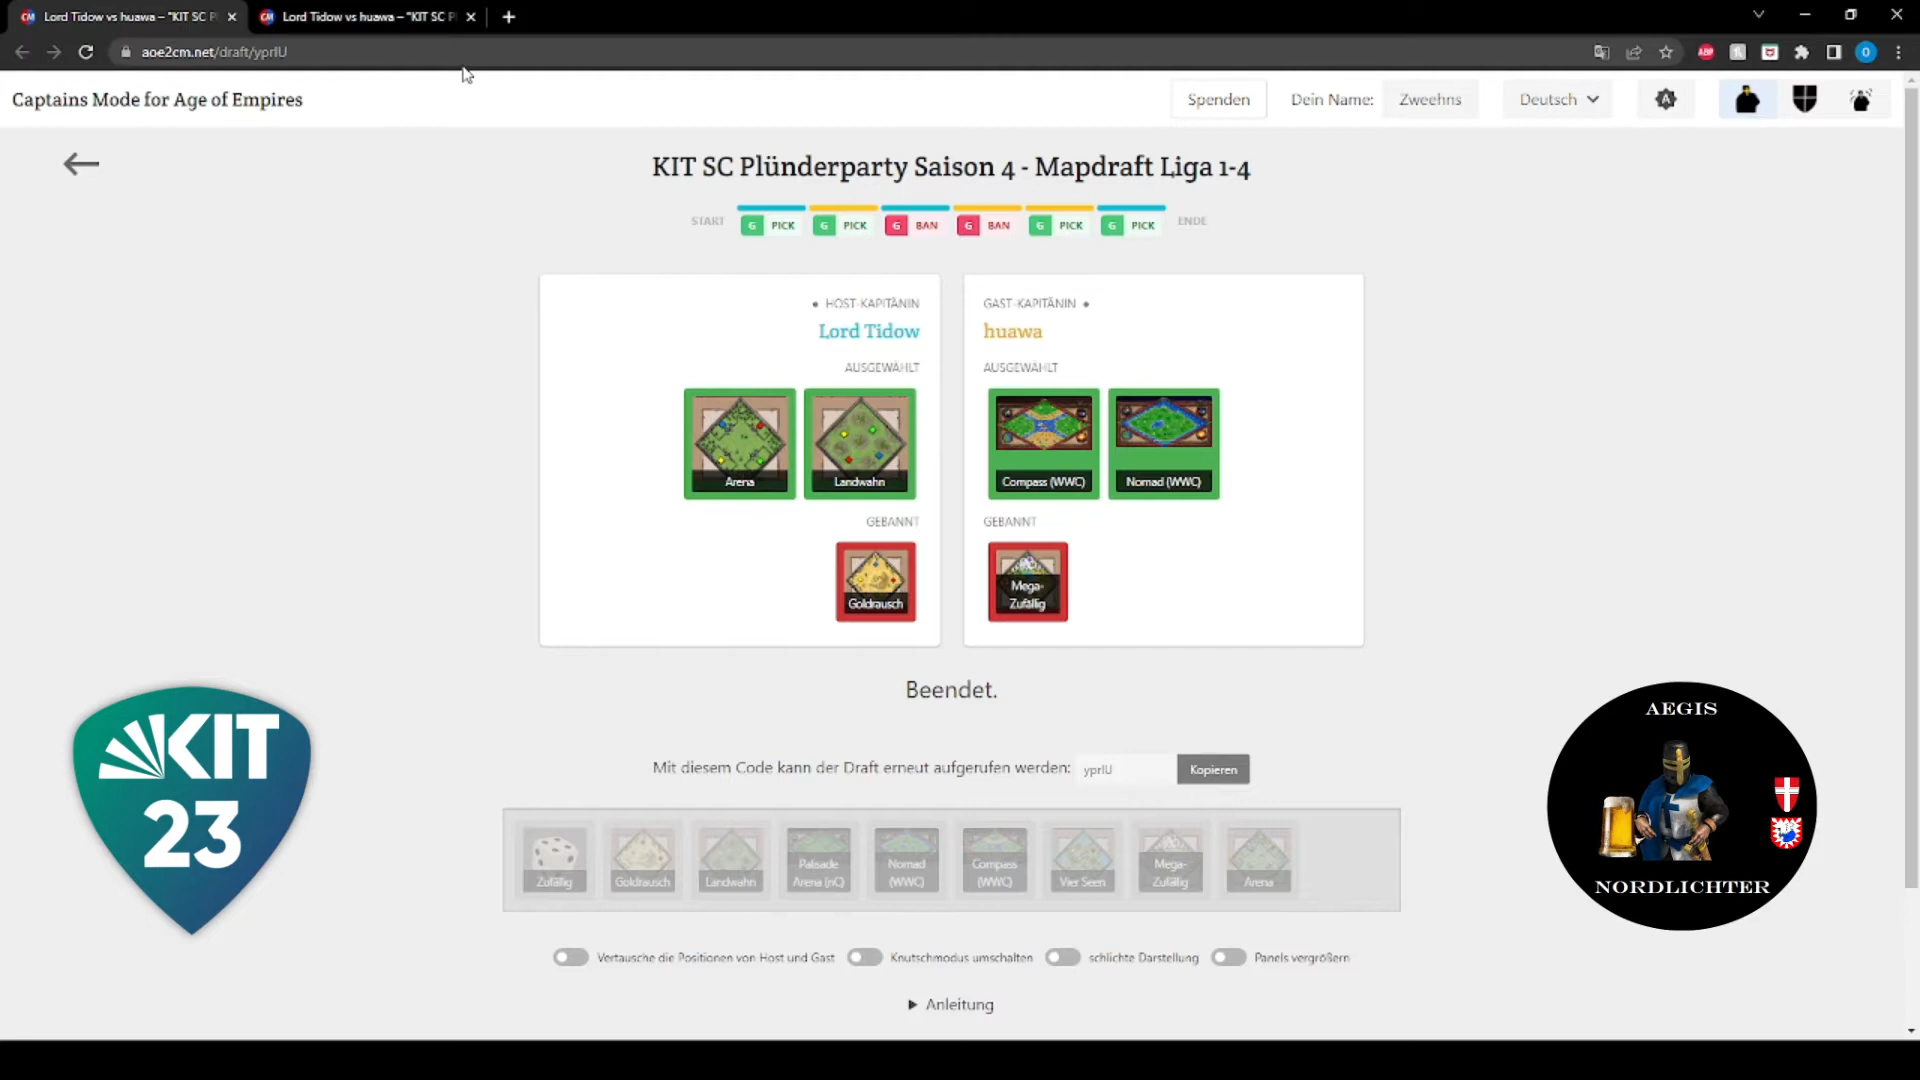 Lord Tidow vs huawa – "KIT SC P
Lord Tidow vs huawa – "KIT SC Pl
aoe2cm.net/draft/yprIU
ABP
O
Captains Mode for Age of Empires
Spenden
Dein Name:
Zweehns
Deutsch
A
KIT SC Plünderparty Saison 4 - Mapdraft Liga 1-4
START
G PICK
G PICK
G BAN
G BAN
G PICK
G PICK
ENDE
HOST-KAPITÄNIN
Lord Tidow
AUSGEWÄHLT
Arena
Landwahn
GEBANNT
Goldrausch
GAST-KAPITÄNIN
huawa
AUSGEWÄHLT
Compass (WWC)
Nomad (WWC)
GEBANNT
Mega-
Zufällig
Beendet.
Mit diesem Code kann der Draft erneut aufgerufen werden:
yprIU
Kopieren
Zufällig
Goldrausch
Landwahn
Palisade
Arena (nC)
Nomad
(WWC)
Compass
(WWC)
Vier Seen
Mega-
Zufällig
Arena
Vertausche die Positionen von Host und Gast
Knutschmodus umschalten
schlichte Darstellung
Panels vergrößern
Anleitung
KIT
23
AEGIS
NORDLICHTER